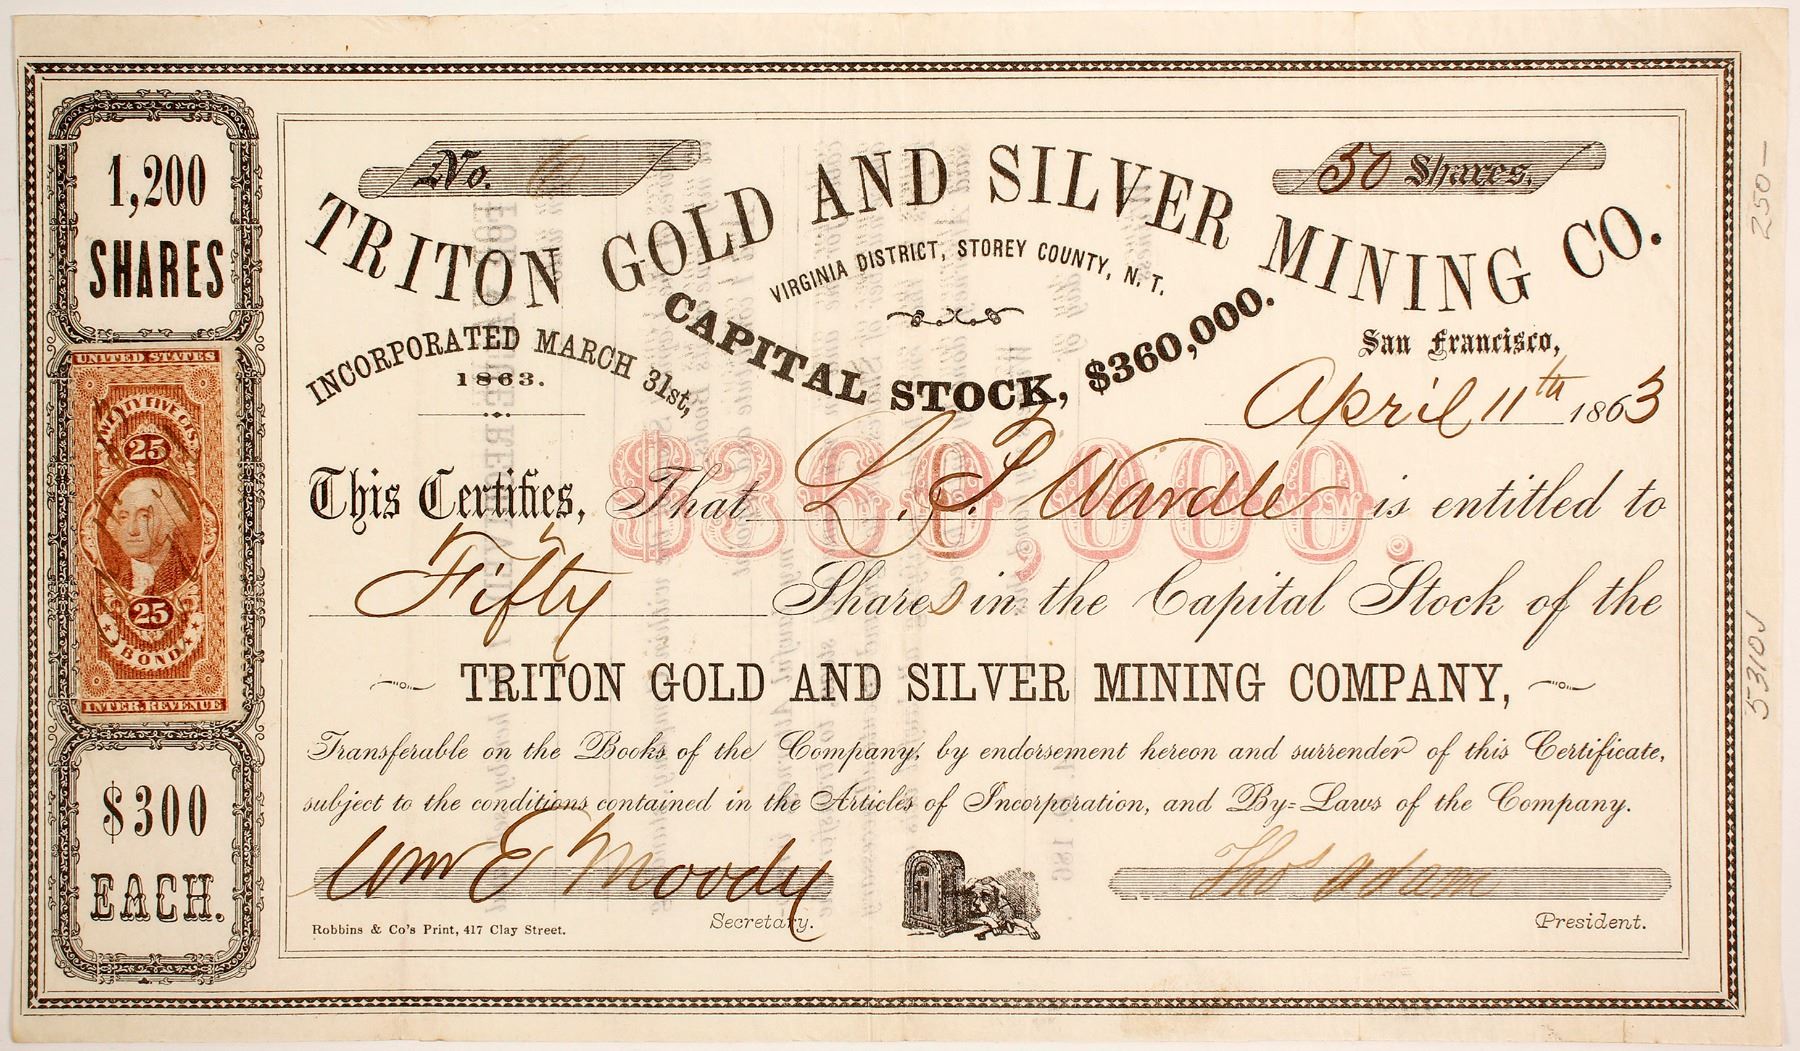 1,200
SHARES
UNITED STATES
TWENTY FIVE CENTS
25
25
BOND
INTER. REVENUE
$300
EACH.
No. 6
50 Shares.
TRITON GOLD AND SILVER MINING CO.
VIRGINIA DISTRICT, STOREY COUNTY, N. T.
CAPITAL STOCK, $360,000.
INCORPORATED MARCH 31st,
1863.
San Francisco,
April 11th 1863
$360,000.
This Certifies, That L. P. Wardle is entitled to
Fifty Shares in the Capital Stock of the
TRITON GOLD AND SILVER MINING COMPANY,
Transferable on the Books of the Company, by endorsement hereon and surrender of this Certificate,
subject to the conditions contained in the Articles of Incorporation, and By=Laws of the Company.
Wm E Moody
Thos Adam
Secretary.
President.
Robbins & Co's Print, 417 Clay Street.
250-